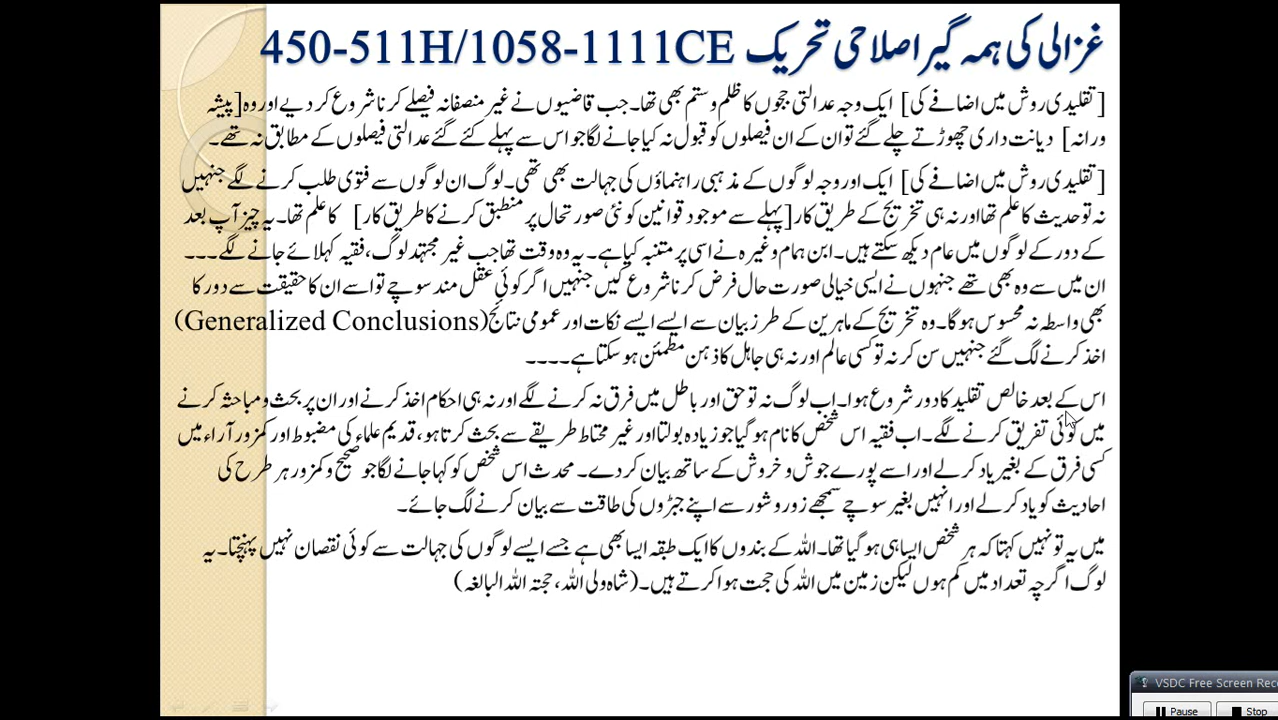 غزالی کی ہمہ گیر اصلاحی تحریک 450-511H/1058-1111CE
[تقلیدی روش میں اضافے کی] ایک وجہ عدالتی ججوں کا ظلم و ستم بھی تھا۔ جب قاضیوں نے غیر منصفانہ فیصلے کرنا شروع کر دیے اور وہ [پیشہ
ورانہ] دیانت داری چھوڑتے چلے گئے تو ان کے ان فیصلوں کو قبول نہ کیا جانے لگا جو اس سے پہلے کئے گئے عدالتی فیصلوں کے مطابق نہ تھے۔
[تقلیدی روش میں اضافے کی] ایک اور وجہ لوگوں کے مذہبی راہنماؤں کی جہالت بھی تھی۔ لوگ ان لوگوں سے فتوی طلب کرنے لگے جنہیں
نہ تو حدیث کا علم تھا اور نہ ہی تخریج کے طریق کار [پہلے سے موجود قوانین کو نئی صورتحال پر منطبق کرنے کا طریق کار] کا علم تھا۔ یہ چیز آپ بعد
کے دور کے لوگوں میں عام دیکھ سکتے ہیں۔ ابن ہمام وغیرہ نے اسی پر متنبہ کیا ہے۔ یہ وہ وقت تھا جب غیر مجتہد لوگ، فقیہ کہلائے جانے لگے۔۔۔
ان میں سے وہ بھی تھے جنہوں نے ایسی خیالی صورت حال فرض کرنا شروع کیں جنہیں اگر کوئی عقل مند سوچے تو اسے ان کا حقیقت سے دور کا
بھی واسطہ نہ محسوس ہو گا۔ وہ تخریج کے ماہرین کے طرز بیان سے ایسے ایسے نکات اور عمومی نتائج (Generalized Conclusions)
اخذ کرنے لگ گئے جنہیں سن کر نہ تو کسی عالم اور نہ ہی جاہل کا ذہن مطمئن ہو سکتا ہے۔۔۔۔
اس کے بعد خالص تقلید کا دور شروع ہوا۔ اب لوگ نہ تو حق اور باطل میں فرق نہ کرنے لگے اور نہ ہی احکام اخذ کرنے اور ان پر بحث و مباحثہ کرنے
میں کوئی تفریق کرنے لگے۔ اب فقیہ اس شخص کا نام ہو گیا جو زیادہ بولتا اور غیر محتاط طریقے سے بحث کرتا ہو، قدیم علماء کی مضبوط اور کمزور آراء میں
کسی فرق کے بغیر یاد کر لے اور اسے پورے جوش و خروش کے ساتھ بیان کر دے۔ محدث اس شخص کو کہا جانے لگا جو صحیح و کمزور ہر طرح کی
احادیث کو یاد کر لے اور انہیں بغیر سوچے سمجھے زور و شور سے اپنے جبڑوں کی طاقت سے بیان کرنے لگ جائے۔
میں یہ تو نہیں کہتا کہ ہر شخص ایسا ہی ہو گیا تھا۔ اللہ کے بندوں کا ایک طبقہ ایسا بھی ہے جسے ایسے لوگوں کی جہالت سے کوئی نقصان نہیں پہنچتا۔ یہ
لوگ اگرچہ تعداد میں کم ہوں لیکن زمین میں اللہ کی حجت ہوا کرتے ہیں۔ (شاہ ولی اللہ، حجتہ اللہ البالغہ)
VSDC Free Screen Rec
Pause Stop